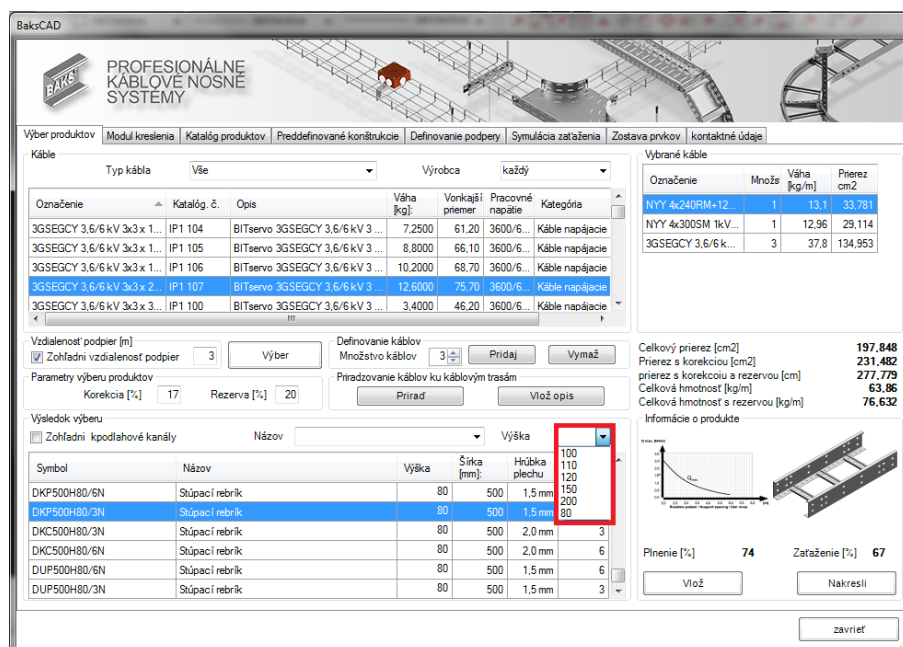 BaksCAD
BAKS
PROFESIONÁLNE
KÁBLOVÉ NOSNÉ
SYSTÉMY
Výber produktov Modul kreslenia Katalóg produktov Preddefinované konštrukcie Definovanie podpery Symulácia zaťaženia Zostava prvkov kontaktné údaje
Káble
Typ kábla Vše Výrobca každý
Označenie Katalóg. č. Opis Váha [kg]: Vonkajší priemer Pracovné napätie Kategória
3GSEGCY 3,6/6 kV 3x3 x 1... IP1 104 BITservo 3GSEGCY 3,6/6 kV 3 ... 7,2500 61,20 3600/6... Káble napájacie
3GSEGCY 3,6/6 kV 3x3 x 1... IP1 105 BITservo 3GSEGCY 3,6/6 kV 3 ... 8,8000 66,10 3600/6... Káble napájacie
3GSEGCY 3,6/6 kV 3x3 x 1... IP1 106 BITservo 3GSEGCY 3,6/6 kV 3 ... 10,2000 68,70 3600/6... Káble napájacie
3GSEGCY 3,6/6 kV 3x3 x 2... IP1 107 BITservo 3GSEGCY 3,6/6 kV 3 ... 12,6000 75,70 3600/6... Káble napájacie
3GSEGCY 3,6/6 kV 3x3 x 3... IP1 100 BITservo 3GSEGCY 3,6/6 kV 3 ... 3,4000 46,20 3600/6... Káble napájacie
Vybrané káble
Označenie Množs Váha [kg/m] Prierez cm2
NYY 4x240RM+12... 1 13,1 33,781
NYY 4x300SM 1kV... 1 12,96 29,114
3GSEGCY 3,6/6 k... 3 37,8 134,953
Vzdialenosť podpier [m]
Zohľadni vzdialenosť podpier 3
Výber
Definovanie káblov
Množstvo káblov 3 Pridaj Vymaž
Parametry výberu produktov
Korekcia [%] 17 Rezerva [%] 20
Priradzovanie káblov ku káblovým trasám
Priraď Vlož opis
Celkový prierez [cm2] 197,848
Prierez s korekciou [cm2] 231,482
prierez s korekcoiu a rezervou [cm] 277,779
Celková hmotnosť [kg/m] 63,86
Celková hmotnosť s rezervou [kg/m] 76,632
Výsledok výberu
Zohľadni kpodlahové kanály Názov Výška
100
110
120
150
200
80
Symbol Názov Výška Šírka [mm]: Hrúbka plechu
DKP500H80/6N Stúpací rebrík 80 500 1,5 mm
DKP500H80/3N Stúpací rebrík 80 500 1,5 mm
DKC500H80/3N Stúpací rebrík 80 500 2,0 mm 3
DKC500H80/6N Stúpací rebrík 80 500 2,0 mm 6
DUP500H80/6N Stúpací rebrík 80 500 1,5 mm 6
DUP500H80/3N Stúpací rebrík 80 500 1,5 mm 3
Infomácie o produkte
Plnenie [%] 74 Zaťaženie [%] 67
Vlož Nakresli
zavrieť